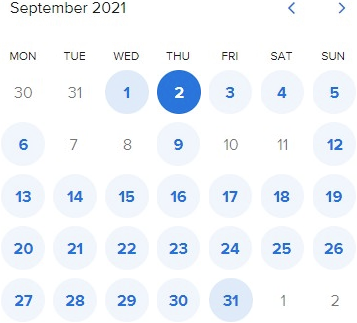 September 2021
MON TUE WED THU FRI SAT SUN
30 31 1 2 3 4 5
6 7 8 9 10 11 12
13 14 15 16 17 18 19
20 21 22 23 24 25 26
27 28 29 30 31 1 2